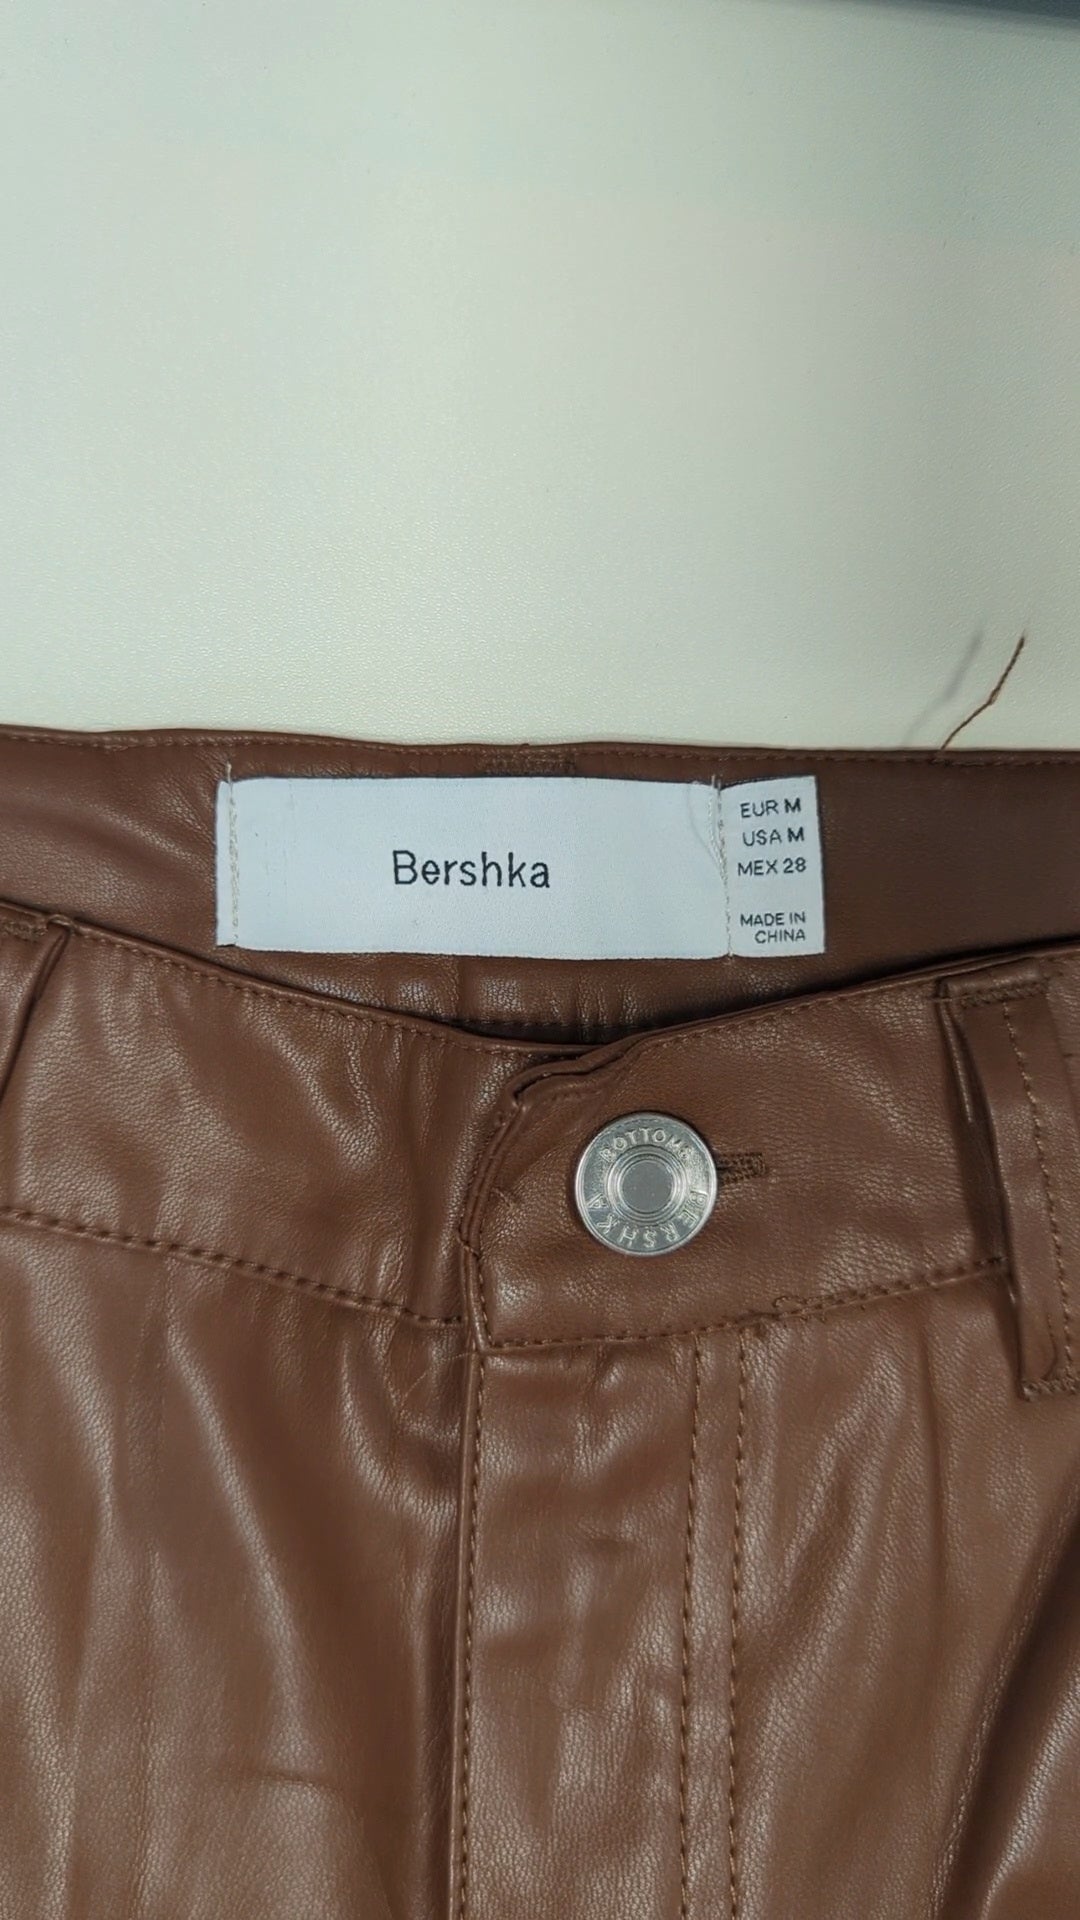 Bershka
EUR M
USA M
MEX 28
MADE IN
CHINA
BOTTOMS
BERSHKA